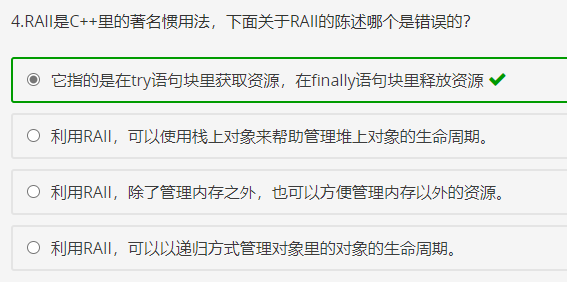 4.RAII是C++里的著名惯用法，下面关于RAII的陈述哪个是错误的？
它指的是在try语句块里获取资源，在finally语句块里释放资源
利用RAII，可以使用栈上对象来帮助管理堆上对象的生命周期。
利用RAII，除了管理内存之外，也可以方便管理内存以外的资源。
利用RAII，可以以递归方式管理对象里的对象的生命周期。